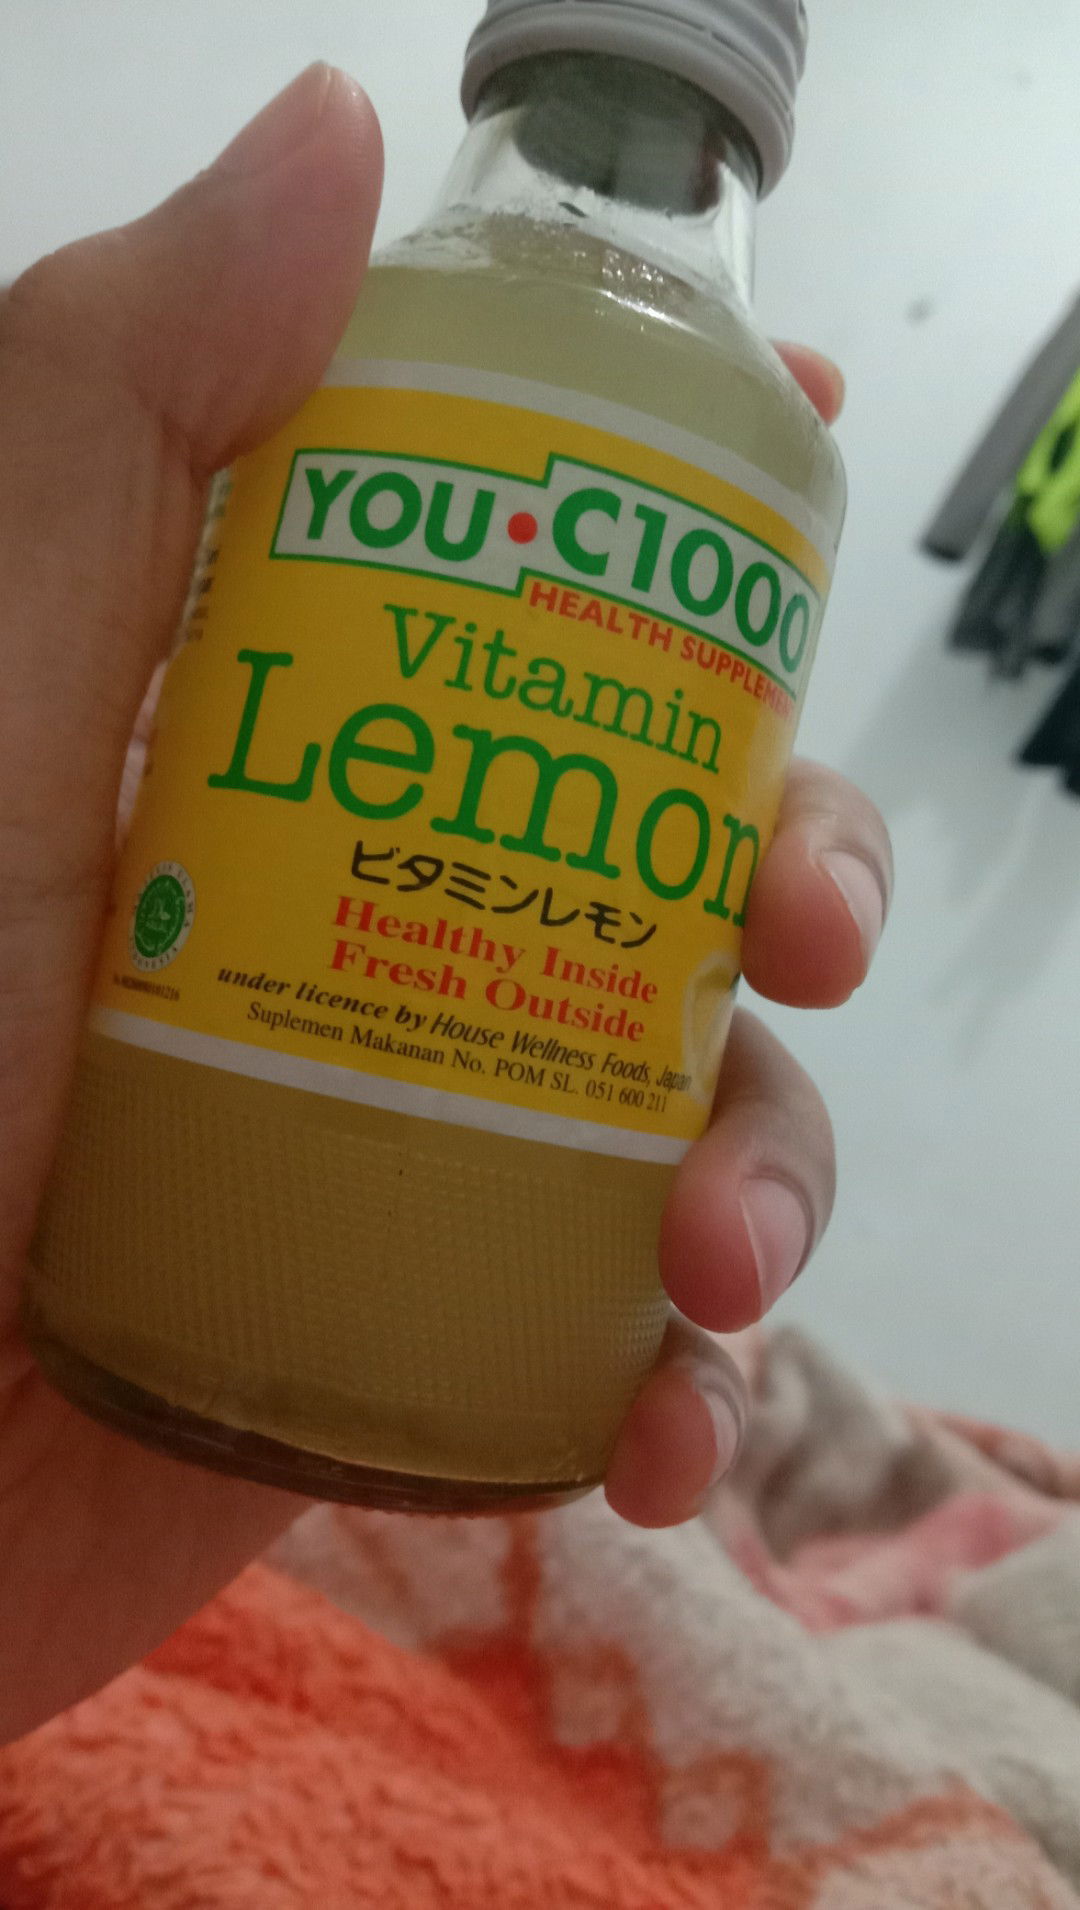 YOU•C1000
HEALTH SUPPLEMENT
Vitamin
Lemon
ビタミンレモン
Healthy Inside
Fresh Outside
under licence by House Wellness Foods, Japan
Suplemen Makanan No. POM SL. 051 600 211